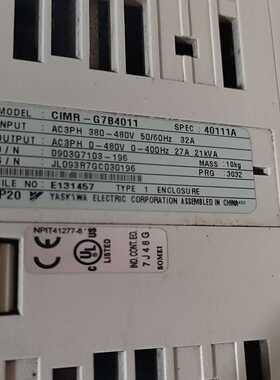 MODEL : CIMR-G7B4011 SPEC : 40111A
INPUT : AC3PH 380-480V 50/60Hz 32A
OUTPUT : AC3PH 0-480V 0-400Hz 27A 21kVA
O / N : D903G7103-196 MASS : 10kg
S / N : JL093R7GC030196 PRG : 3032
FILE NO : E131457 TYPE 1 ENCLOSURE
IP20 YASKAWA ELECTRIC CORPORATION ASSEMBLED IN CHINA
NPIT41277-6
IND.CONT.EQ.
7J48G